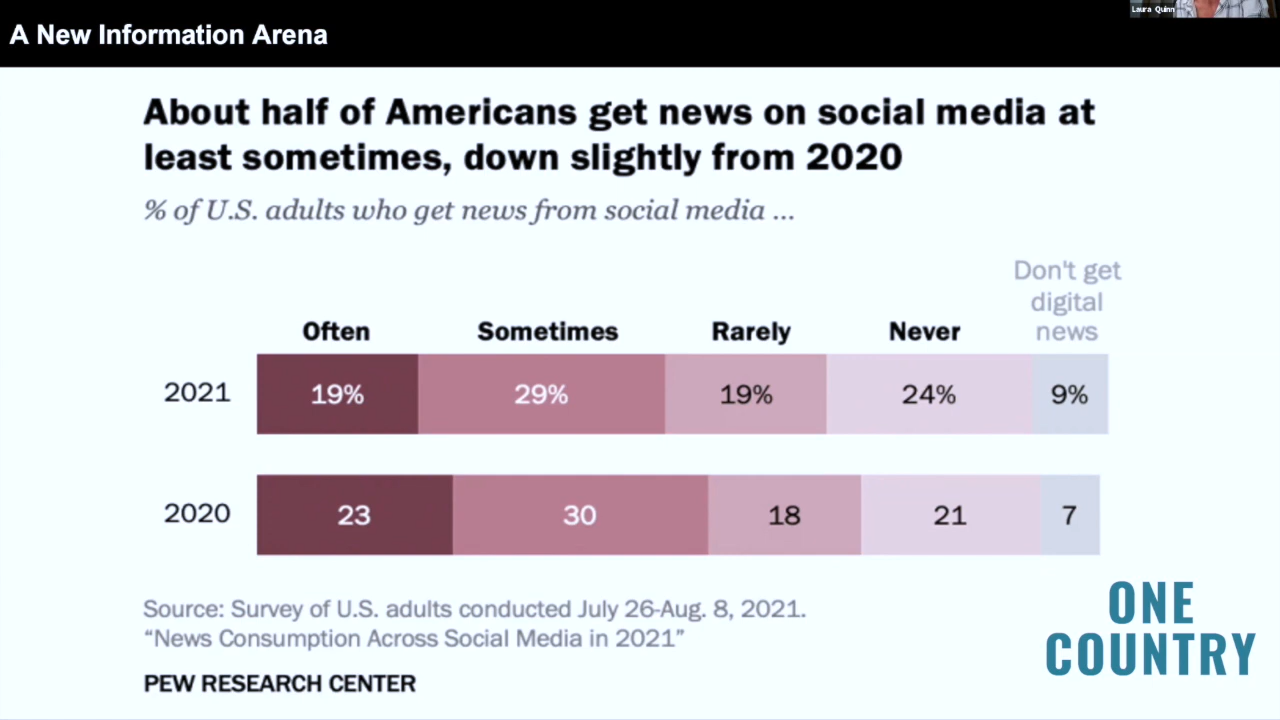 A New Information Arena
Laura Quinn
About half of Americans get news on social media at
least sometimes, down slightly from 2020
% of U.S. adults who get news from social media ...
Don't get
digital
news
Often Sometimes Rarely Never
2021 19% 29% 19% 24% 9%
2020 23 30 18 21 7
Source: Survey of U.S. adults conducted July 26-Aug. 8, 2021.
“News Consumption Across Social Media in 2021”
PEW RESEARCH CENTER
ONE
COUNTRY